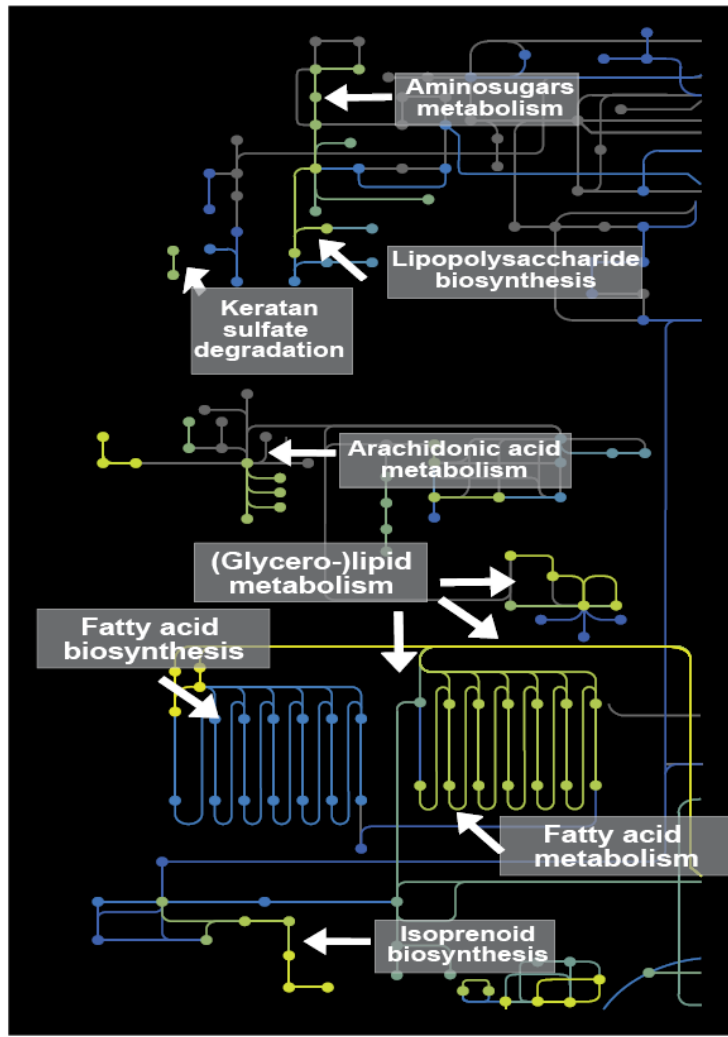 Aminosugars
metabolism
Lipopolysaccharide
biosynthesis
Keratan
sulfate
degradation
Arachidonic acid
metabolism
(Glycero-)lipid
metabolism
Fatty acid
biosynthesis
Fatty acid
metabolism
Isoprenoid
biosynthesis